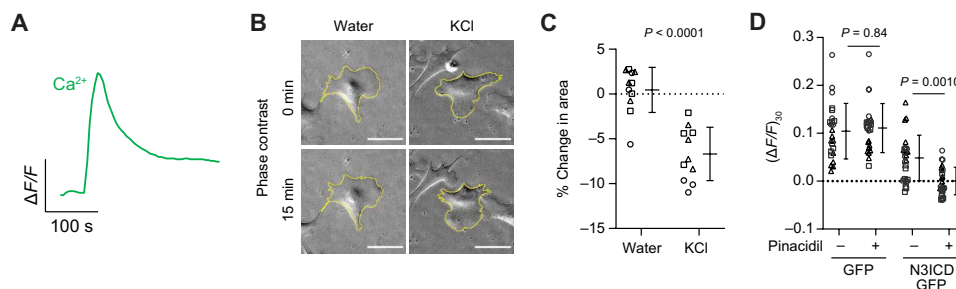 A
Ca²⁺
ΔF/F
100 s
B
Water
KCl
Phase contrast
0 min
15 min
C
P < 0.0001
% Change in area
5
0
−5
−10
−15
Water
KCl
D
P = 0.84
P = 0.0010
(ΔF/F)₃₀
0.3
0.2
0.1
0.0
−0.1
Pinacidil
− + − +
GFP
N3ICD
GFP